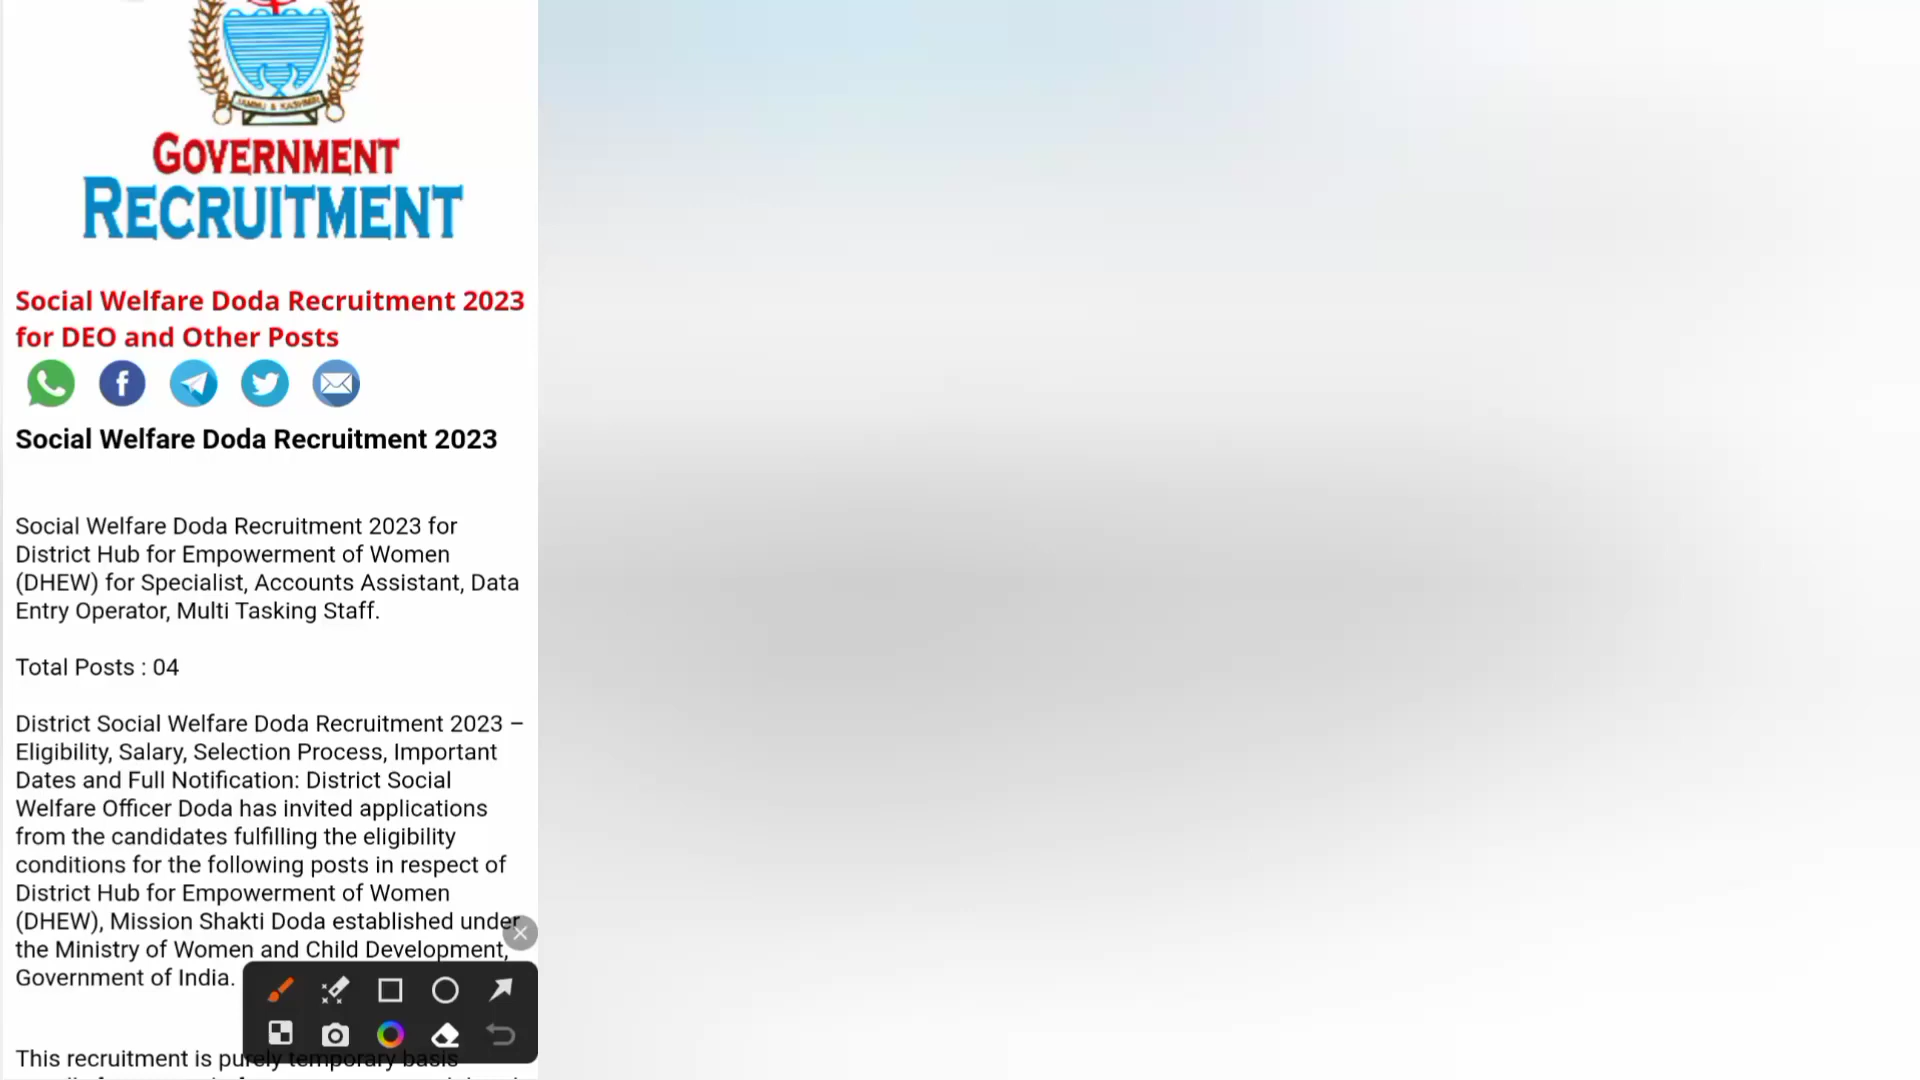 JAMMU & KASHMIR
GOVERNMENT
RECRUITMENT
Social Welfare Doda Recruitment 2023
for DEO and Other Posts
Social Welfare Doda Recruitment 2023
Social Welfare Doda Recruitment 2023 for
District Hub for Empowerment of Women
(DHEW) for Specialist, Accounts Assistant, Data
Entry Operator, Multi Tasking Staff.
Total Posts : 04
District Social Welfare Doda Recruitment 2023 –
Eligibility, Salary, Selection Process, Important
Dates and Full Notification: District Social
Welfare Officer Doda has invited applications
from the candidates fulfilling the eligibility
conditions for the following posts in respect of
District Hub for Empowerment of Women
(DHEW), Mission Shakti Doda established under
the Ministry of Women and Child Development,
Government of India.
This recruitment is purely temporary basis